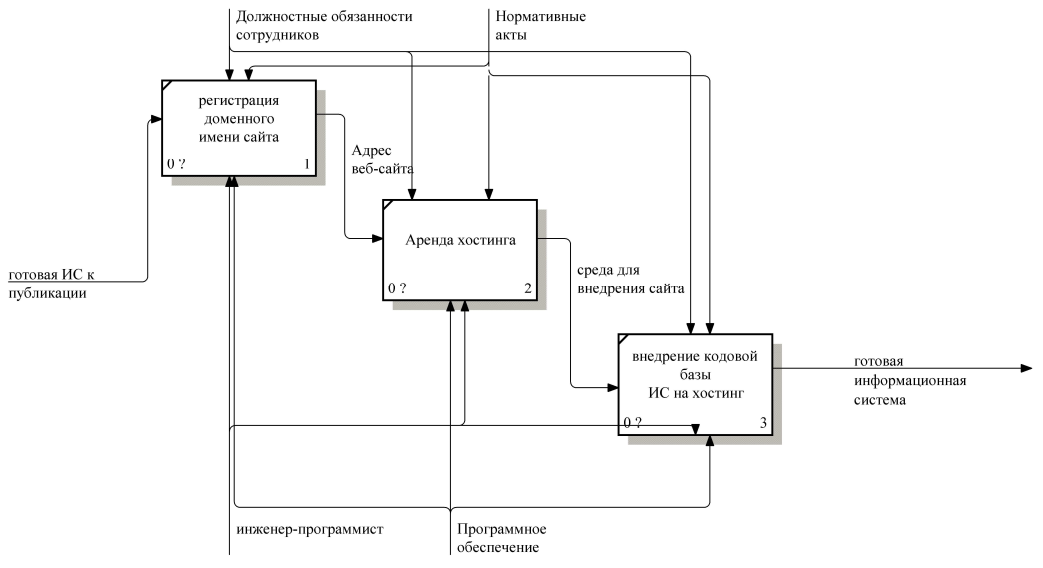 Должностные обязанности
сотрудников
Нормативные
акты
регистрация
доменного
имени сайта
0 ?
1
Адрес
веб-сайта
Аренда хостинга
0 ?
2
готовая ИС к
публикации
среда для
внедрения сайта
внедрение кодовой
базы
ИС на хостинг
0 ?
3
готовая
информационная
система
инженер-программист
Программное
обеспечение